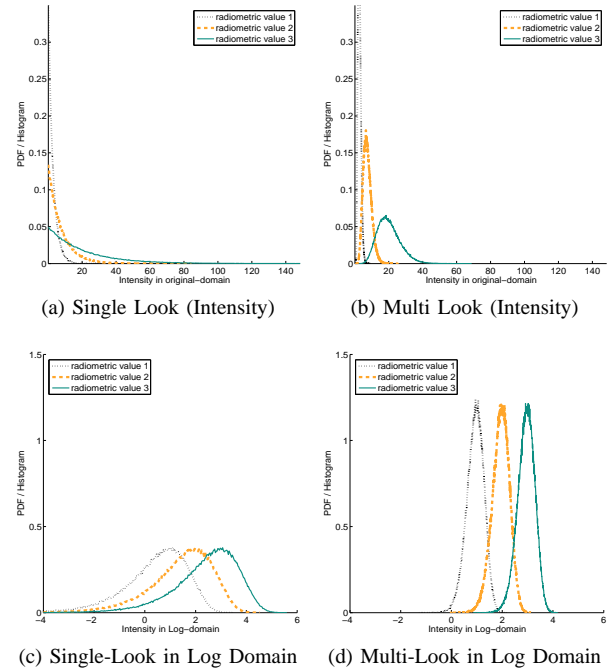 radiometric value 1
radiometric value 2
radiometric value 3
PDF / Histogram
0.35
0.3
0.25
0.2
0.15
0.1
0.05
0
20 40 60 80 100 120 140
Intensity in original−domain
(a) Single Look (Intensity)
radiometric value 1
radiometric value 2
radiometric value 3
PDF / Histogram
0.3
0.25
0.2
0.15
0.1
0.05
0
20 40 60 80 100 120 140
Intensity in original−domain
(b) Multi Look (Intensity)
1.5
radiometric value 1
radiometric value 2
radiometric value 3
PDF / Histogram
1
0.5
0
−4 −2 0 2 4 6
Intensity in Log−domain
(c) Single-Look in Log Domain
1.5
radiometric value 1
radiometric value 2
radiometric value 3
PDF / Histogram
1
0.5
0
−4 −2 0 2 4 6
Intensity in Log−domain
(d) Multi-Look in Log Domain